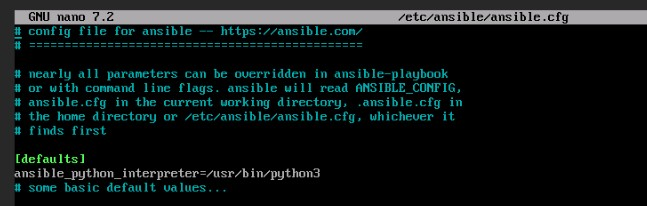 GNU nano 7.2 /etc/ansible/ansible.cfg
# config file for ansible -- https://ansible.com/
# ===============================================
# nearly all parameters can be overridden in ansible-playbook
# or with command line flags. ansible will read ANSIBLE_CONFIG,
# ansible.cfg in the current working directory, .ansible.cfg in
# the home directory or /etc/ansible/ansible.cfg, whichever it
# finds first
[defaults]
ansible_python_interpreter=/usr/bin/python3
# some basic default values...